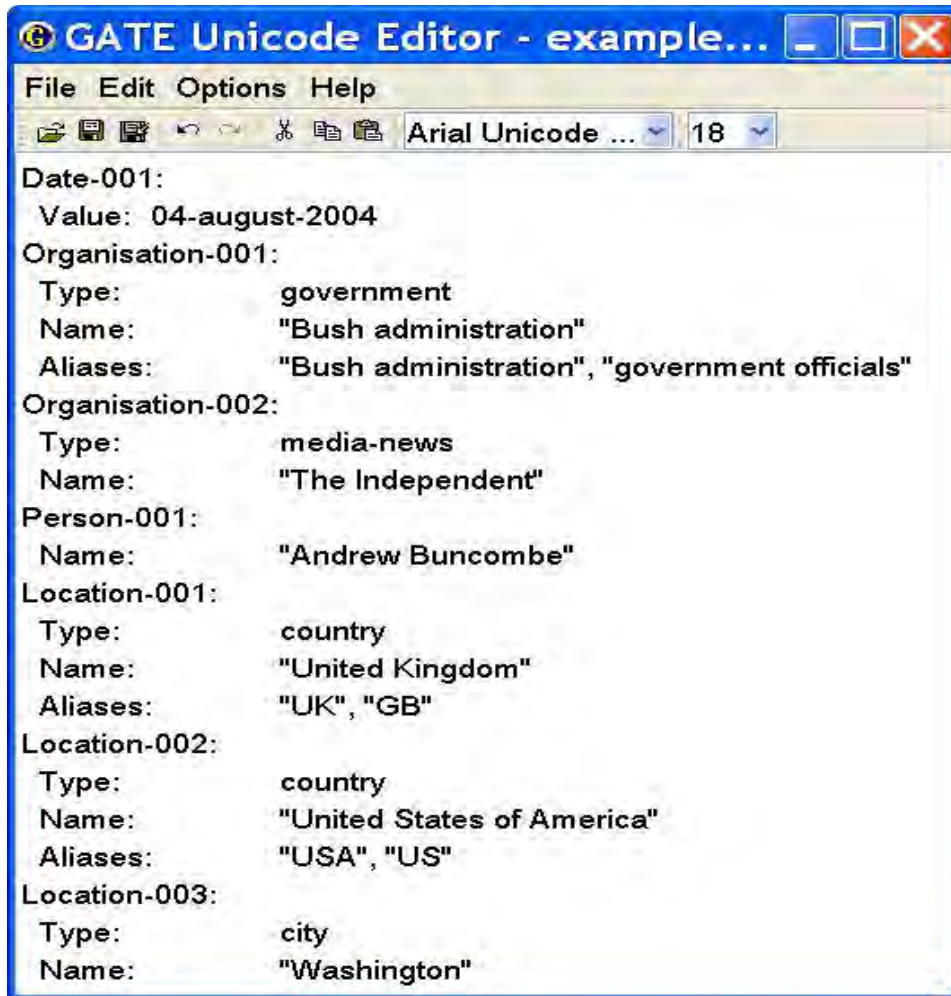 GATE Unicode Editor - example...
File Edit Options Help
Arial Unicode ... 18
Date-001:
Value: 04-august-2004
Organisation-001:
Type: government
Name: "Bush administration"
Aliases: "Bush administration", "government officials"
Organisation-002:
Type: media-news
Name: "The Independent"
Person-001:
Name: "Andrew Buncombe"
Location-001:
Type: country
Name: "United Kingdom"
Aliases: "UK", "GB"
Location-002:
Type: country
Name: "United States of America"
Aliases: "USA", "US"
Location-003:
Type: city
Name: "Washington"